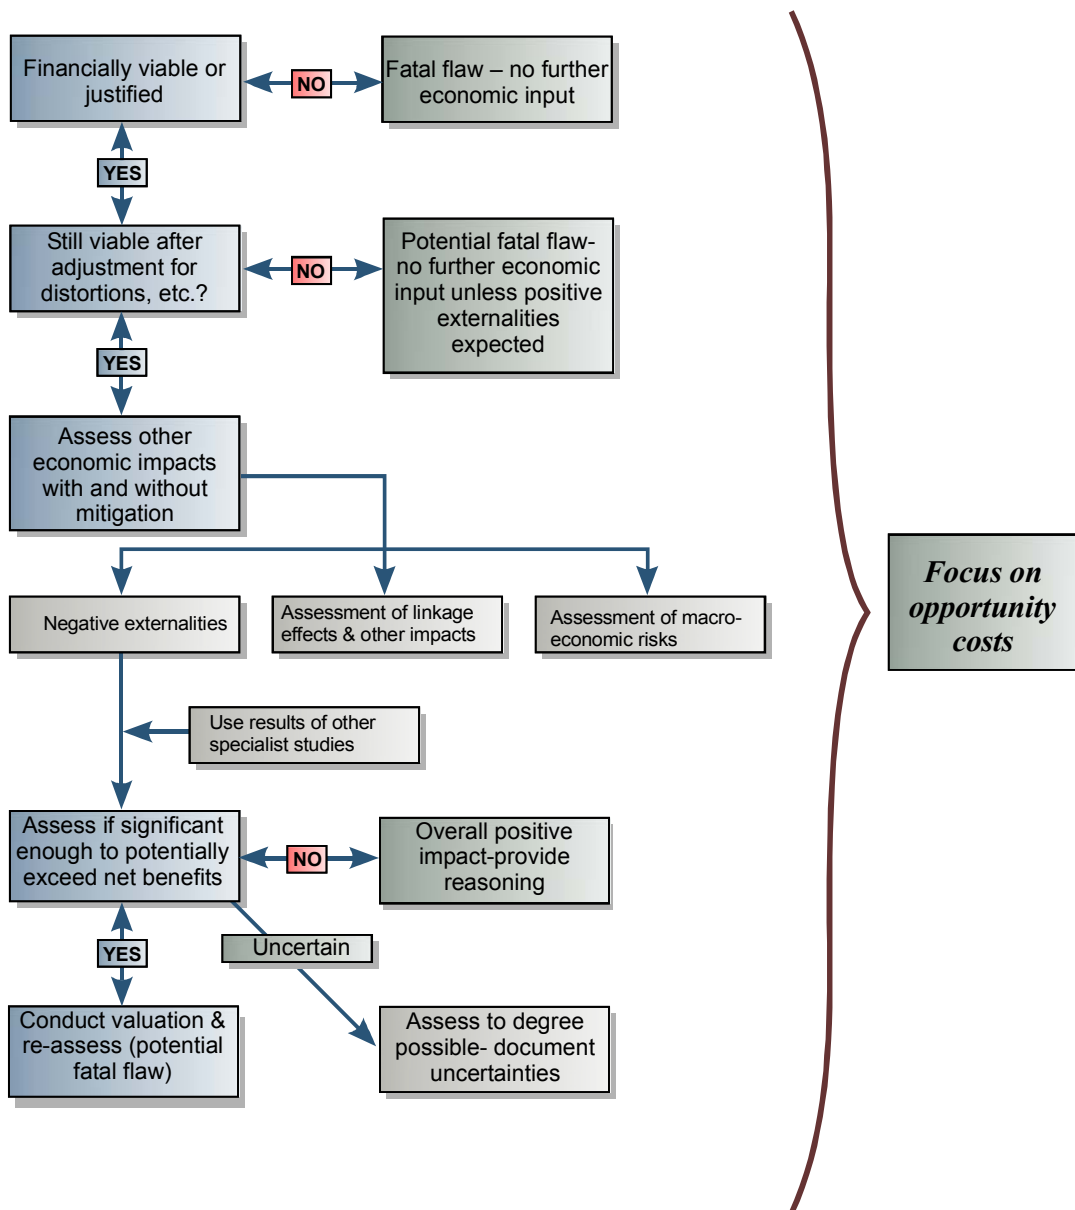 Financially viable or
justified
NO
Fatal flaw – no further
economic input
YES
Still viable after
adjustment for
distortions, etc.?
NO
Potential fatal flaw-
no further economic
input unless positive
externalities
expected
YES
Assess other
economic impacts
with and without
mitigation
Negative externalities
Assessment of linkage
effects & other impacts
Assessment of macro-
economic risks
Use results of other
specialist studies
Assess if significant
enough to potentially
exceed net benefits
NO
Overall positive
impact-provide
reasoning
YES
Uncertain
Conduct valuation &
re-assess (potential
fatal flaw)
Assess to degree
possible- document
uncertainties
Focus on
opportunity
costs